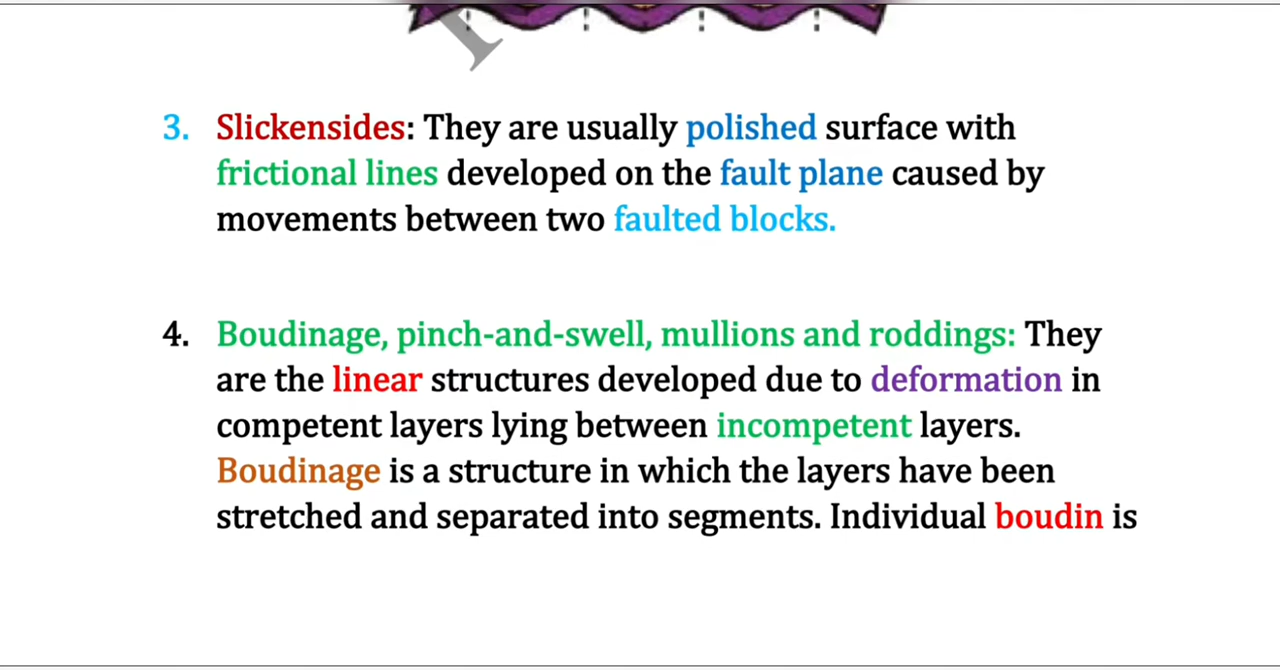 3. Slickensides: They are usually polished surface with
frictional lines developed on the fault plane caused by
movements between two faulted blocks.
4. Boudinage, pinch-and-swell, mullions and roddings: They
are the linear structures developed due to deformation in
competent layers lying between incompetent layers.
Boudinage is a structure in which the layers have been
stretched and separated into segments. Individual boudin is